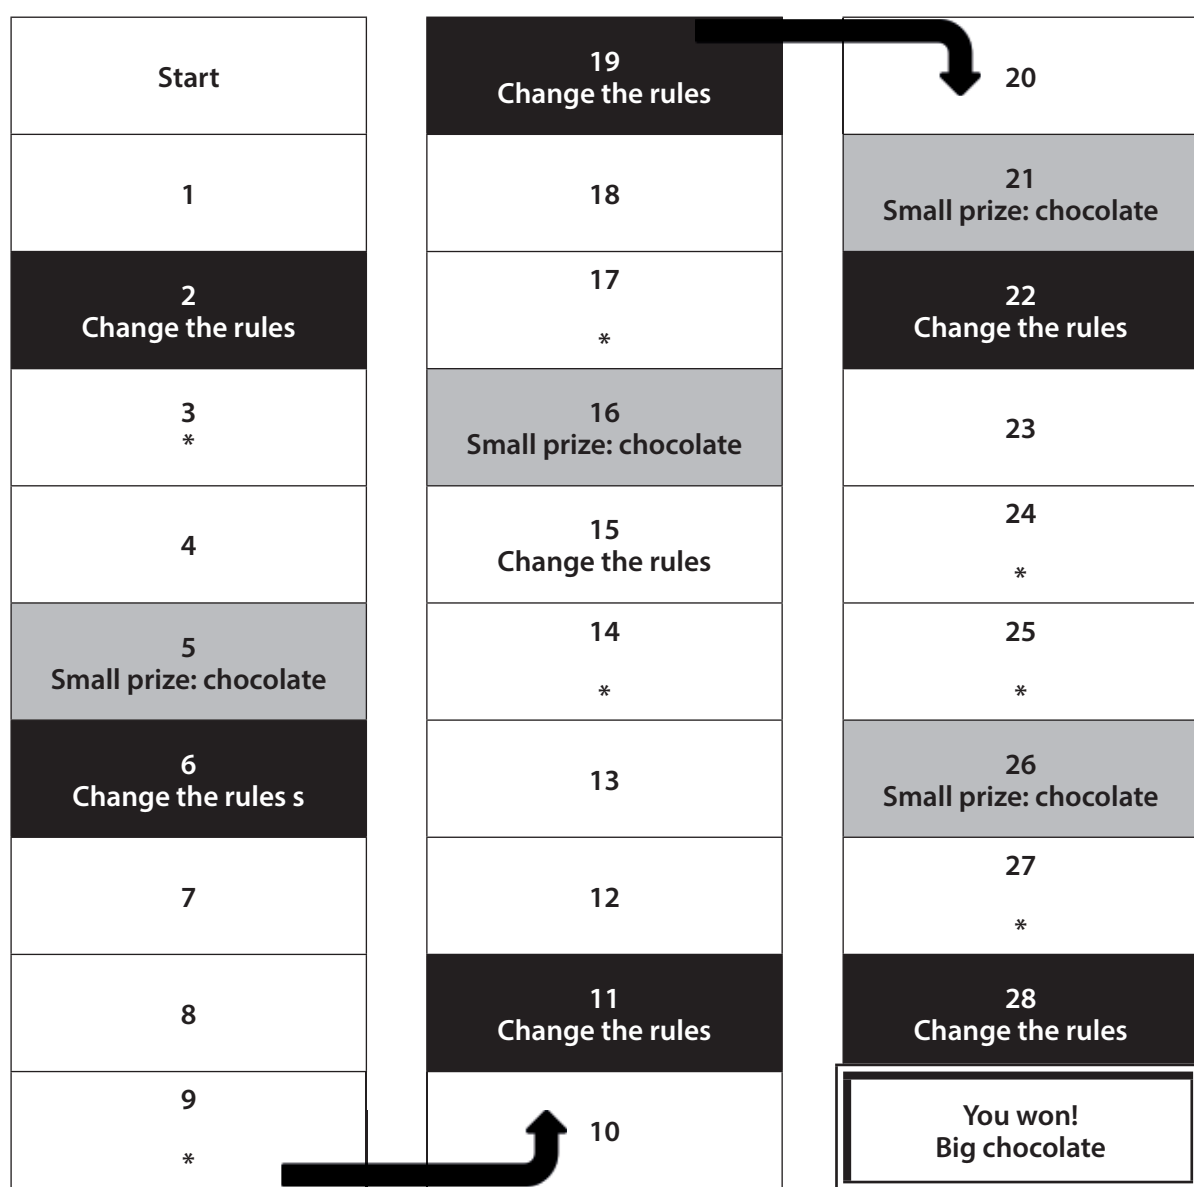 Start
1
2
Change the rules
3
*
4
5
Small prize: chocolate
6
Change the rules s
7
8
9
*
19
Change the rules
18
17
*
16
Small prize: chocolate
15
Change the rules
14
*
13
12
11
Change the rules
10
20
21
Small prize: chocolate
22
Change the rules
23
24
*
25
*
26
Small prize: chocolate
27
*
28
Change the rules
You won!
Big chocolate